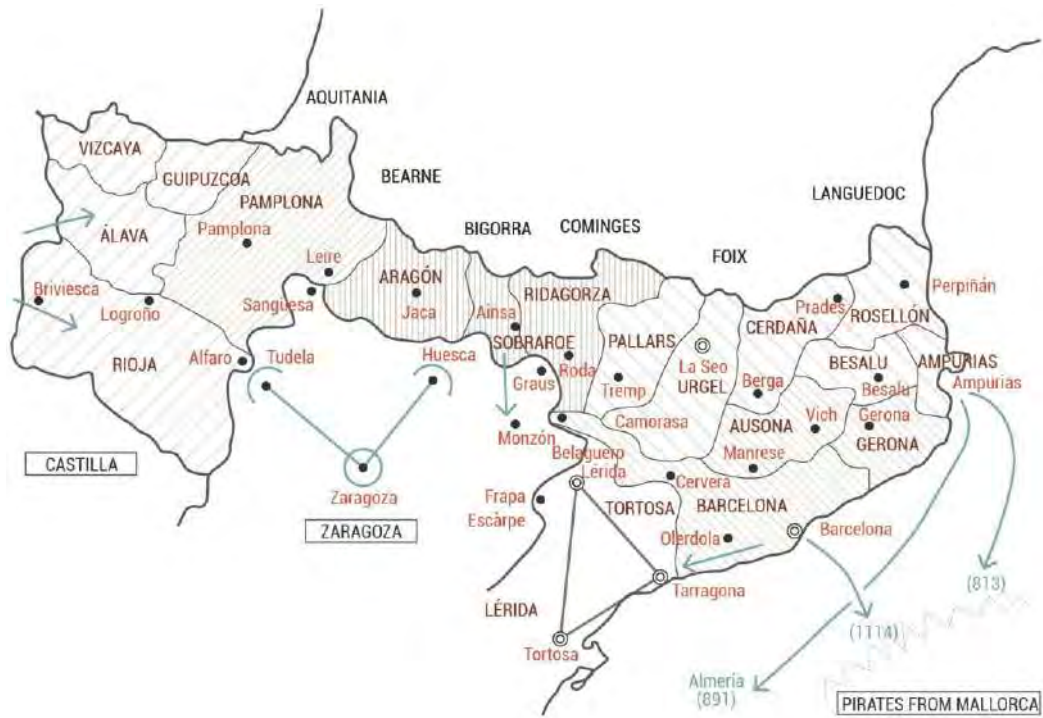 AQUITANIA
VIZCAYA
GUIPUZCOA
BEARNE
PAMPLONA
LANGUEDOC
BIGORRA
COMINGES
Pamplona
ÁLAVA
FOIX
Leire
ARAGÓN
Briviesca
Logroño
Sangüesa
Jaca
Ainsa
RIDAGORZA
CERDAÑA
Prades
Perpiñán
ROSELLÓN
SOBRAROE
PALLARS
RIOJA
Alfaro
Tudela
Huesca
Graus
Roda
La Seo
URGEL
BESALU
AMPURIAS
Tremp
Berga
Besalu
Ampurias
Camorasa
AUSONA
Vich
Gerona
Monzón
GERONA
CASTILLA
Belaguero
Manrese
Lérida
Cervera
Zaragoza
Frapa
TORTOSA
BARCELONA
Escàrpe
ZARAGOZA
Olerdola
Barcelona
LÉRIDA
Tarragona
(813)
(1114)
Tortosa
Almería
(891)
PIRATES FROM MALLORCA